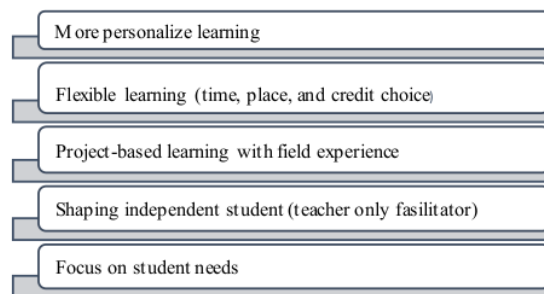 More personalize learning
Flexible learning (time, place, and credit choice)
Project-based learning with field experience
Shaping independent student (teacher only fasilitator)
Focus on student needs